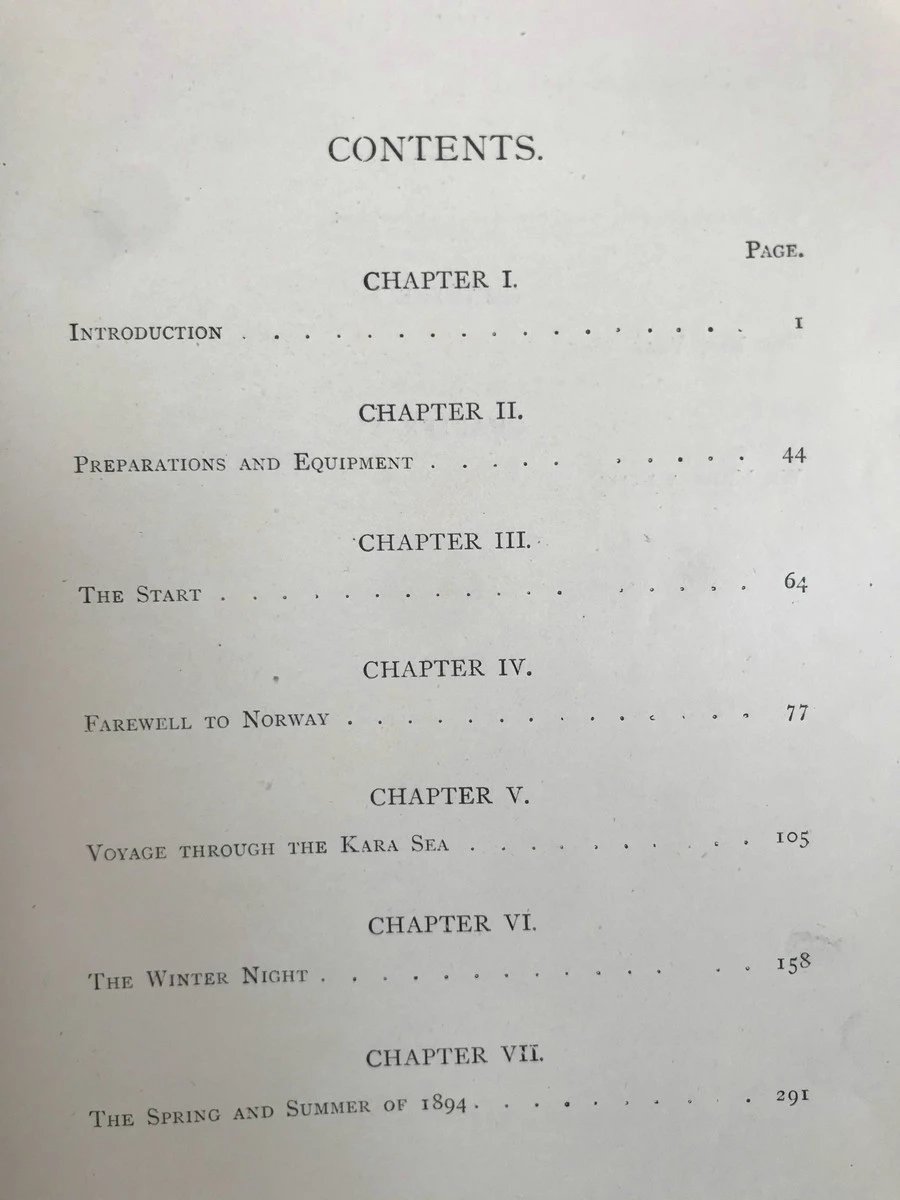 CONTENTS.
PAGE.
CHAPTER I.
INTRODUCTION . . . . . . . . . . . . . . . . . 1
CHAPTER II.
PREPARATIONS AND EQUIPMENT . . . . . . . . . . 44
CHAPTER III.
THE START . . . . . . . . . . . . . . . . . 64
CHAPTER IV.
FAREWELL TO NORWAY . . . . . . . . . . . . . . 77
CHAPTER V.
VOYAGE THROUGH THE KARA SEA . . . . . . . . . . 105
CHAPTER VI.
THE WINTER NIGHT . . . . . . . . . . . . . . 158
CHAPTER VII.
THE SPRING AND SUMMER OF 1894 . . . . . . . . . . 291